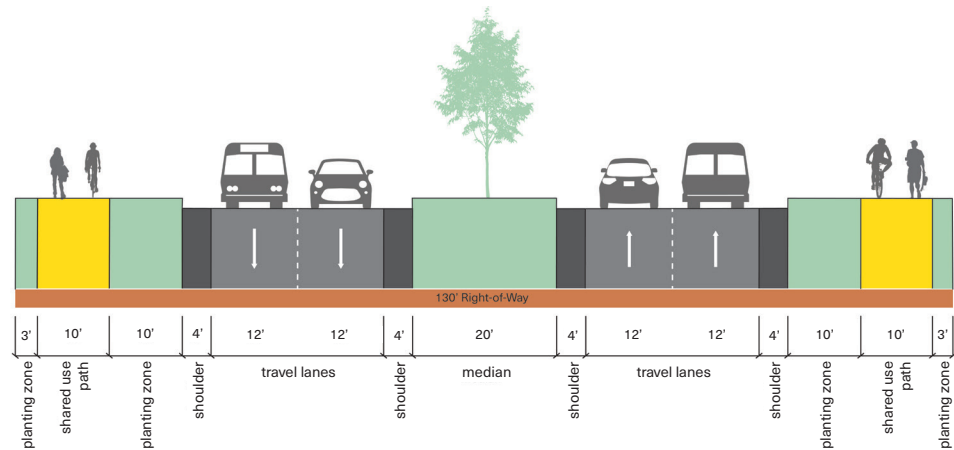 130' Right-of-Way
3' 10' 10' 4' 12' 12' 4' 20' 4' 12' 12' 4' 10' 10' 3'
planting zone
shared use
path
planting zone
shoulder
travel lanes
shoulder
median
shoulder
travel lanes
shoulder
planting zone
shared use
path
planting zone